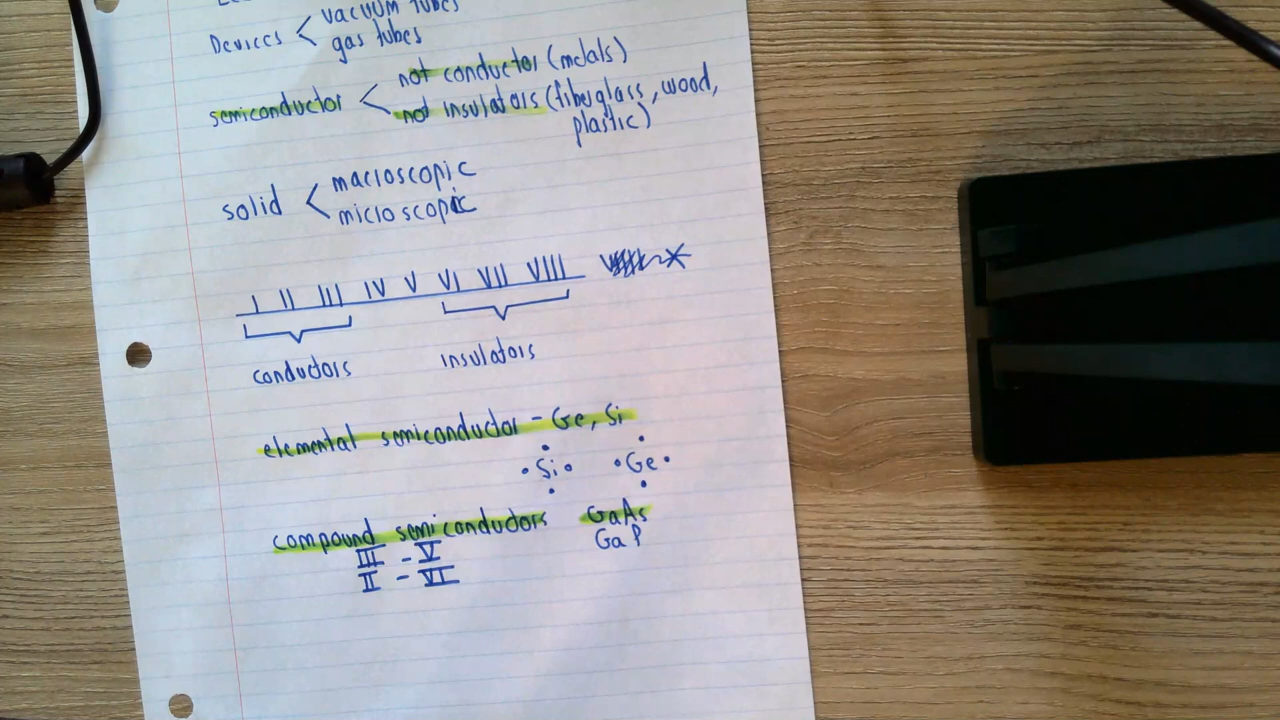 Devices < vacuum tubes
gas tubes
semiconductor < not conductor (metals)
not insulators (fiberglass, wood,
plastic)
solid < macroscopic
microscopic
I II III IV V VI VII VIII
conductors insulators
elemental semiconductor - Ge, Si
Si Ge
compound semiconductors GaAs
GaP
III - V
II - VI